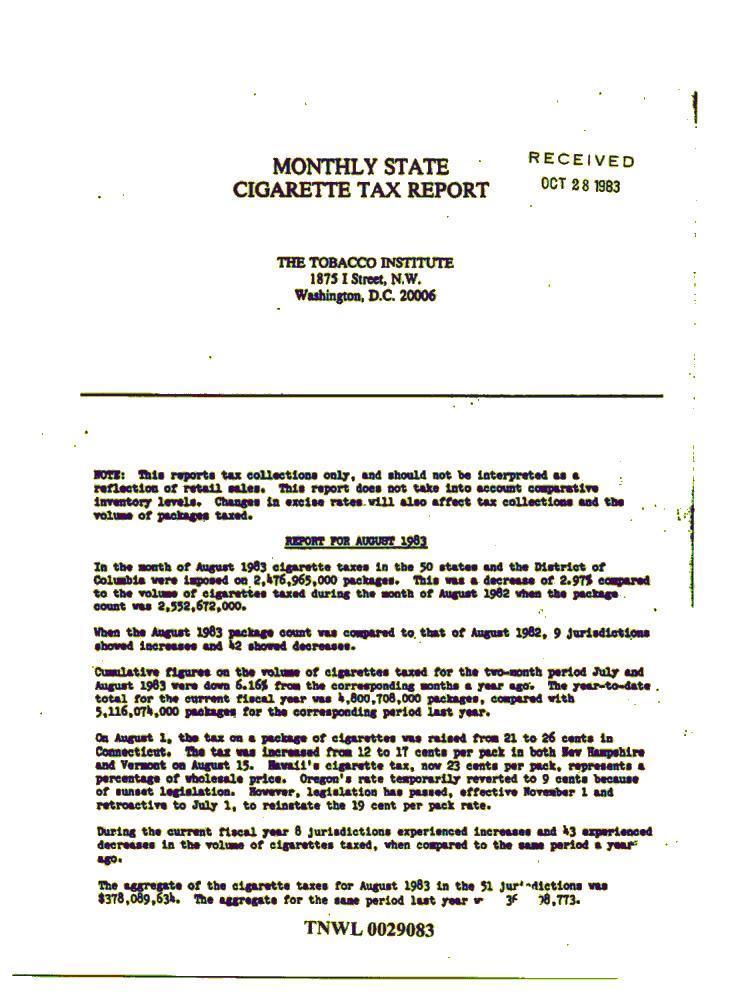 MONTHLY STATE
CIGARETTE TAX REPORT
RECEIVED
OCT 28 1983
THE TOBACCO INSTITUTE
1875 I Street, N.W.
Washington, D.C. 20006
NOTE: This reports tax collections only, and should not be interpreted as a
reflection of retail sales. This report does not take into account comparative
inventory levels. Changes in excise rates will also affect tax collections and the
volume of packages taxed.
REPORT FOR AUGUST 1983
In the month of August 1983 cigarette taxes in the 50 states and the District of
Columbia were imposed on 2,476,965,000 packages. This was a decrease of 2.97% compared
to the volume of cigarettes taxed during the month of August 1982 when the package
count was 2,552,672,000.
When the August 1983 package count was compared to that of August 1982, 9 jurisdictions
showed increases and 42 showed decreases.
Cumulative figures on the volume of cigarettes taxed for the two-month period July and
August 1983 were down 6.16% from the corresponding months a year ago. The year-to-date
total for the current fiscal year was 4,800,708,000 packages, compared with
5,116,074,000 packages for the corresponding period last year.
On August 1, the tax on a package of cigarettes was raised from 21 to 26 cents in
Connecticut. The tax was increased from 12 to 17 cents per pack in both New Hampshire
and Vermont on August 15. Hawaii's cigarette tax, now 23 cents per pack, represents a
percentage of wholesale price. Oregon's rate temporarily reverted to 9 cents because
of sunset legislation. However, legislation has passed, effective November 1 and
retroactive to July 1, to reinstate the 19 cent per pack rate.
During the current fiscal year 8 jurisdictions experienced increases and 43 experienced
decreases in the volume of cigarettes taxed, when compared to the same period a year
ago.
The aggregate of the cigarette taxes for August 1983 in the 51 jurisdictions was
$378,089,634. The aggregate for the same period last year
TNWL 0029083